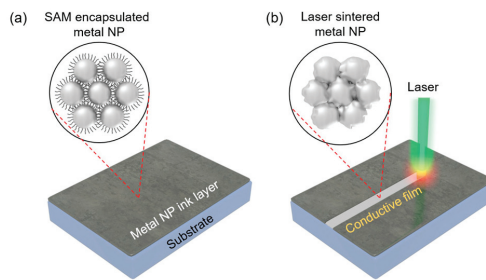 (a)
SAM encapsulated
metal NP
Metal NP ink layer
Substrate
(b)
Laser sintered
metal NP
Laser
Conductive film